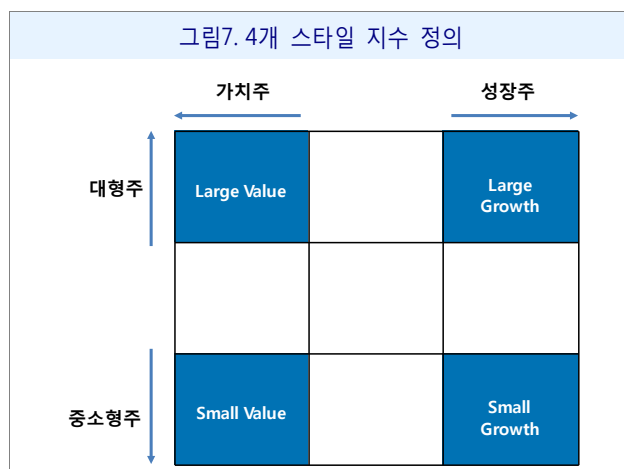 그림7. 4개 스타일 지수 정의
가치주
성장주
대형주
Large Value
Large
Growth
중소형주
Small Value
Small
Growth